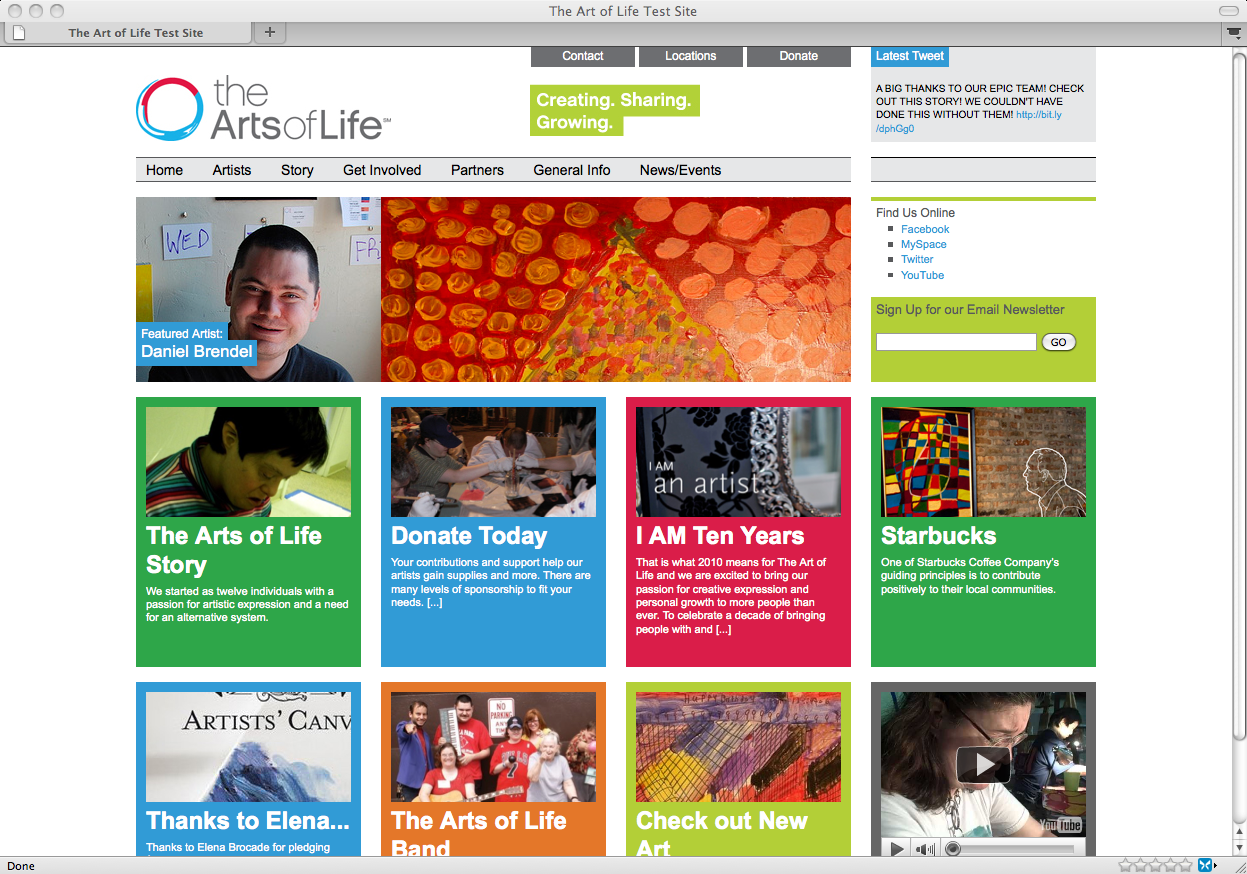 The Art of Life Test Site
The Art of Life Test Site
+
Contact
Locations
Donate
Latest Tweet
the
ArtsofLife SM
Creating. Sharing.
Growing.
A BIG THANKS TO OUR EPIC TEAM! CHECK
OUT THIS STORY! WE COULDN'T HAVE
DONE THIS WITHOUT THEM! http://bit.ly
/dphGg0
Home
Artists
Story
Get Involved
Partners
General Info
News/Events
WED
FR
Featured Artist:
Daniel Brendel
Find Us Online
Facebook
MySpace
Twitter
YouTube
Sign Up for our Email Newsletter
GO
The Arts of Life
Story
We started as twelve individuals with a
passion for artistic expression and a need
for an alternative system.
Donate Today
Your contributions and support help our
artists gain supplies and more. There are
many levels of sponsorship to fit your
needs. [...]
I AM
an artist.
I AM Ten Years
That is what 2010 means for The Art of
Life and we are excited to bring our
passion for creative expression and
personal growth to more people than
ever. To celebrate a decade of bringing
people with and [...]
Starbucks
One of Starbucks Coffee Company's
guiding principles is to contribute
positively to their local communities.
ARTISTS' CANV
Thanks to Elena...
Thanks to Elena Brocade for pledging
NO
PARKING
ANY
TIME
The Arts of Life
Band
HAPPY
Check out New
Art
YouTube
Done